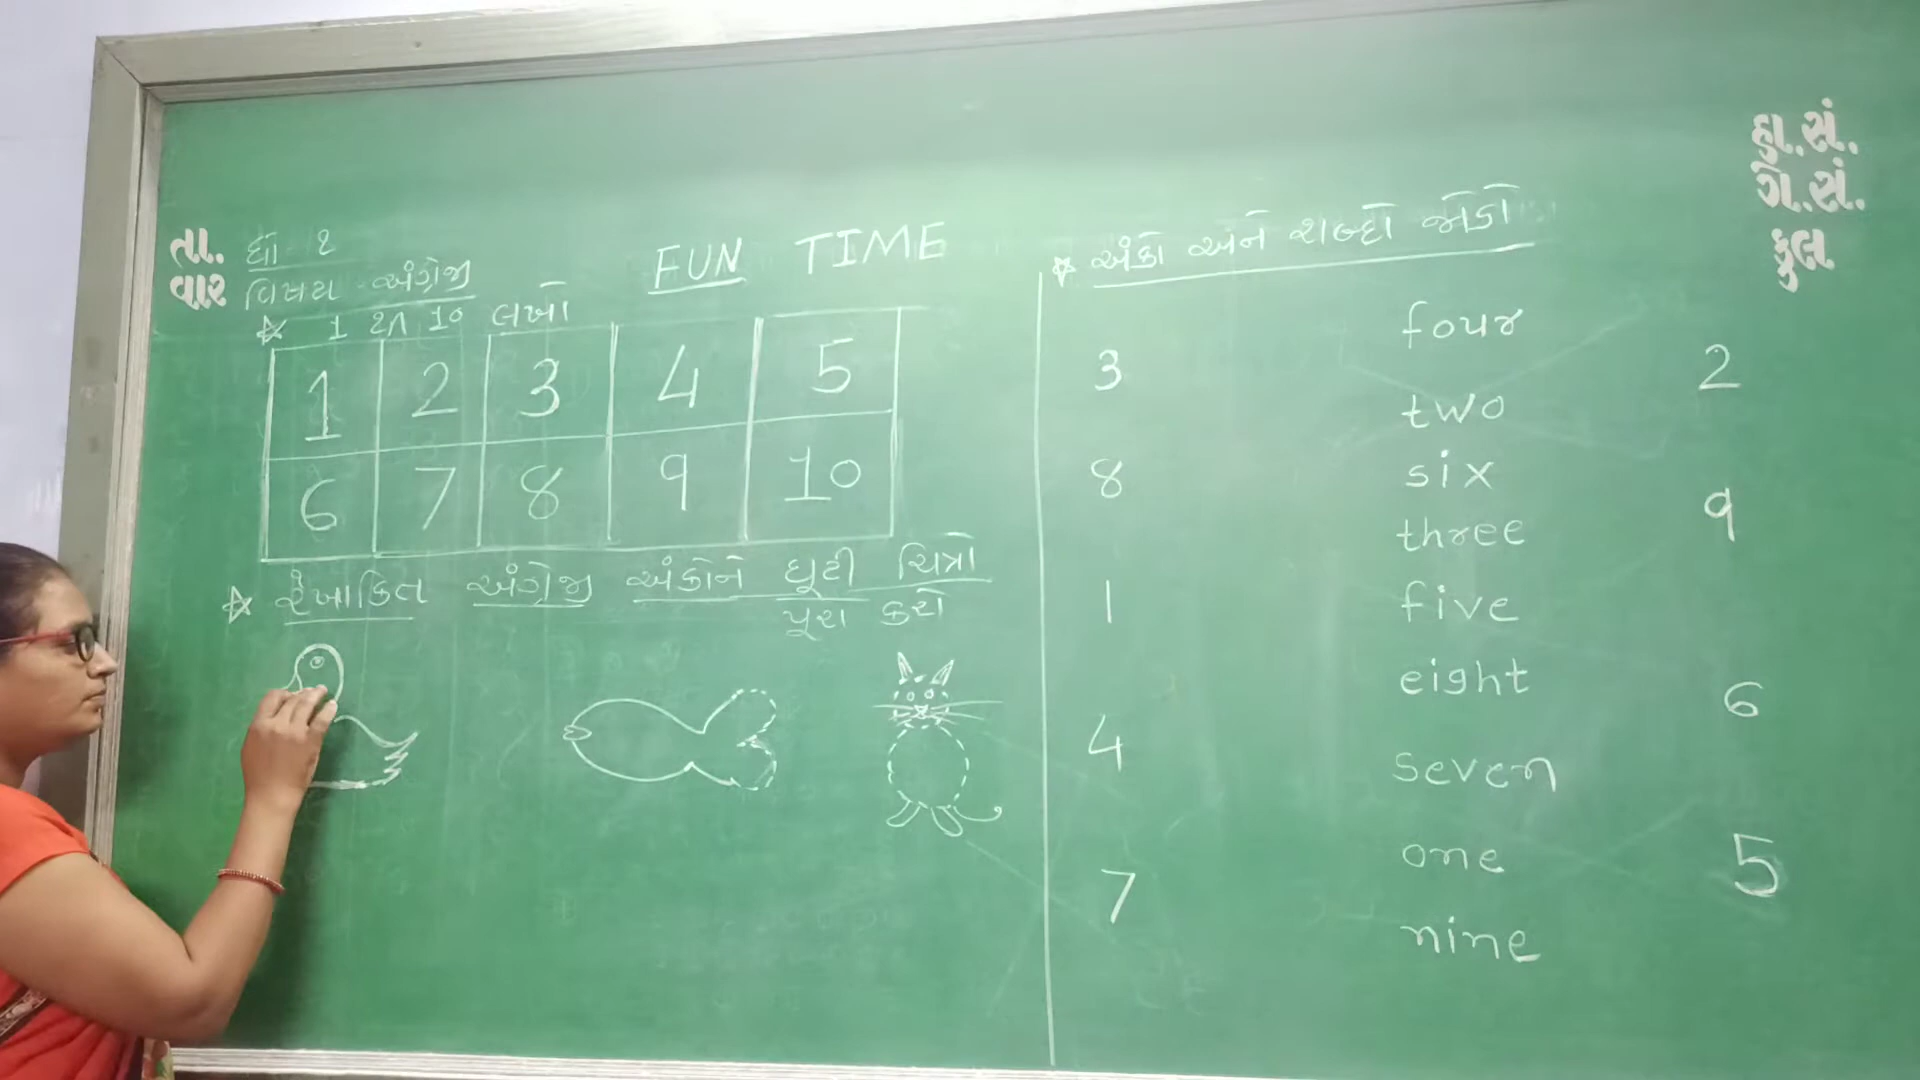 તા. ધો - ૧
વાર વિષય - અંગ્રેજી
FUN TIME
☆ 1 થી 10 લખો
1 2 3 4 5
6 7 8 9 10
☆ રેખાંકિત અંગ્રેજી અંકોને ઘૂંટી ચિત્રો
પૂરા કરો
☆ અંકો અને શબ્દો જોડો
four
3 2
two
8 six 9
three
1 five
eight 6
4 seven
one 5
7 nine
હા.સં.
ગે.સં.
કુલ